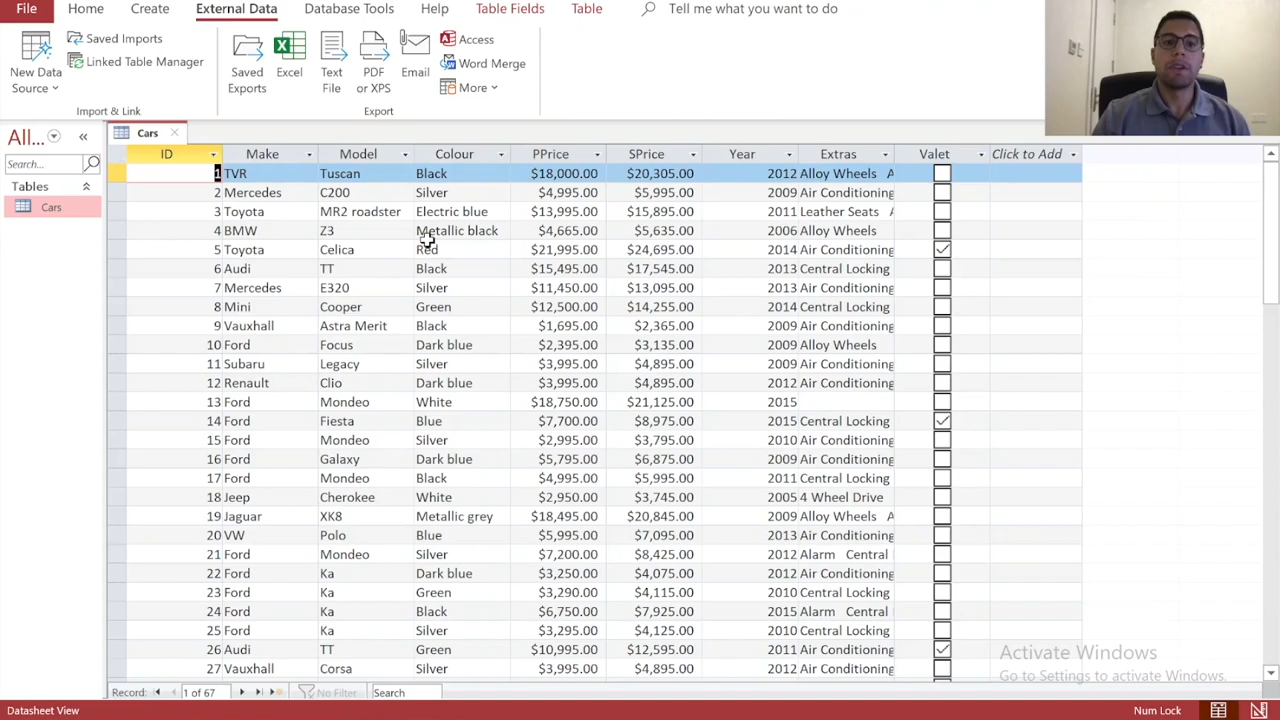 File Home Create External Data Database Tools Help Table Fields Table Tell me what you want to do
New Data Source
Saved Imports
Linked Table Manager
Import & Link
Saved Exports
Excel
Text File
PDF or XPS
Email
Access
Word Merge
More
Export
All...
Search...
Tables
Cars
Cars
ID Make Model Colour PPrice SPrice Year Extras Valet Click to Add
1 TVR Tuscan Black $18,000.00 $20,305.00 2012 Alloy Wheels A
2 Mercedes C200 Silver $4,995.00 $5,995.00 2009 Air Conditioning
3 Toyota MR2 roadster Electric blue $13,995.00 $15,895.00 2011 Leather Seats A
4 BMW Z3 Metallic black $4,665.00 $5,635.00 2006 Alloy Wheels
5 Toyota Celica Red $21,995.00 $24,695.00 2014 Air Conditioning
6 Audi TT Black $15,495.00 $17,545.00 2013 Central Locking
7 Mercedes E320 Silver $11,450.00 $13,095.00 2013 Air Conditioning
8 Mini Cooper Green $12,500.00 $14,255.00 2014 Central Locking
9 Vauxhall Astra Merit Black $1,695.00 $2,365.00 2009 Air Conditioning
10 Ford Focus Dark blue $2,395.00 $3,135.00 2009 Alloy Wheels
11 Subaru Legacy Silver $3,995.00 $4,895.00 2009 Air Conditioning
12 Renault Clio Dark blue $3,995.00 $4,895.00 2012 Air Conditioning
13 Ford Mondeo White $18,750.00 $21,125.00 2015
14 Ford Fiesta Blue $7,700.00 $8,975.00 2015 Central Locking
15 Ford Mondeo Silver $2,995.00 $3,795.00 2010 Air Conditioning
16 Ford Galaxy Dark blue $5,795.00 $6,875.00 2009 Air Conditioning
17 Ford Mondeo Black $4,995.00 $5,995.00 2011 Central Locking
18 Jeep Cherokee White $2,950.00 $3,745.00 2005 4 Wheel Drive
19 Jaguar XK8 Metallic grey $18,495.00 $20,845.00 2009 Alloy Wheels A
20 VW Polo Blue $5,995.00 $7,095.00 2013 Air Conditioning
21 Ford Mondeo Silver $7,200.00 $8,425.00 2012 Alarm Central
22 Ford Ka Dark blue $3,250.00 $4,075.00 2012 Air Conditioning
23 Ford Ka Green $3,290.00 $4,115.00 2010 Central Locking
24 Ford Ka Black $6,750.00 $7,925.00 2015 Alarm Central
25 Ford Ka Silver $3,295.00 $4,125.00 2010 Central Locking
26 Audi TT Green $10,995.00 $12,595.00 2011 Air Conditioning
27 Vauxhall Corsa Silver $3,995.00 $4,895.00 2012 Air Conditioning
Activate Windows
Go to Settings to activate Windows.
Record: 1 of 67 No Filter Search
Datasheet View Num Lock